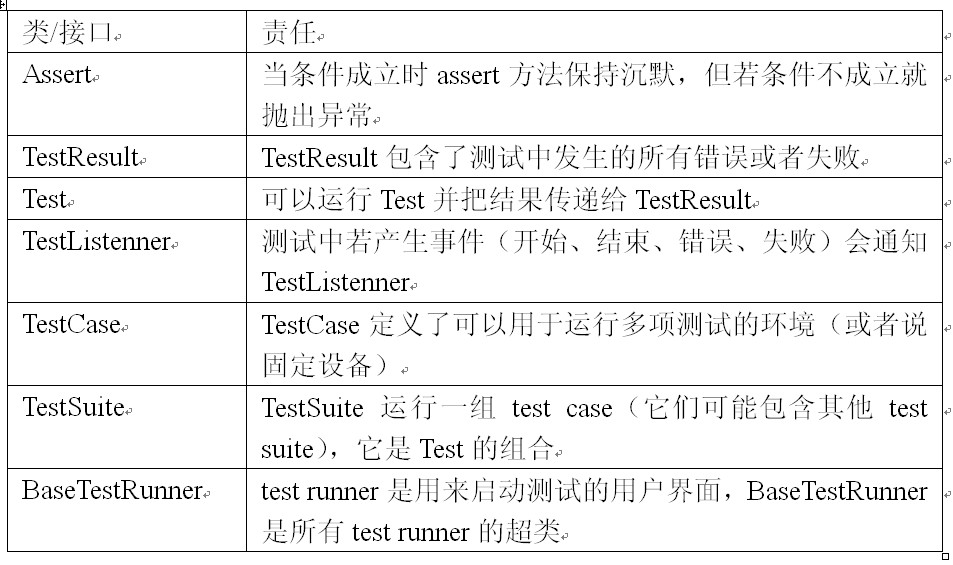 类/接口 责任
Assert 当条件成立时 assert 方法保持沉默，但若条件不成立就
抛出异常
TestResult TestResult 包含了测试中发生的所有错误或者失败
Test 可以运行 Test 并把结果传递给 TestResult
TestListenner 测试中若产生事件（开始、结束、错误、失败）会通知
TestListenner
TestCase TestCase 定义了可以用于运行多项测试的环境（或者说
固定设备）
TestSuite TestSuite 运行一组 test case（它们可能包含其他 test
suite），它是 Test 的组合
BaseTestRunner test runner 是用来启动测试的用户界面，BaseTestRunner
是所有 test runner 的超类